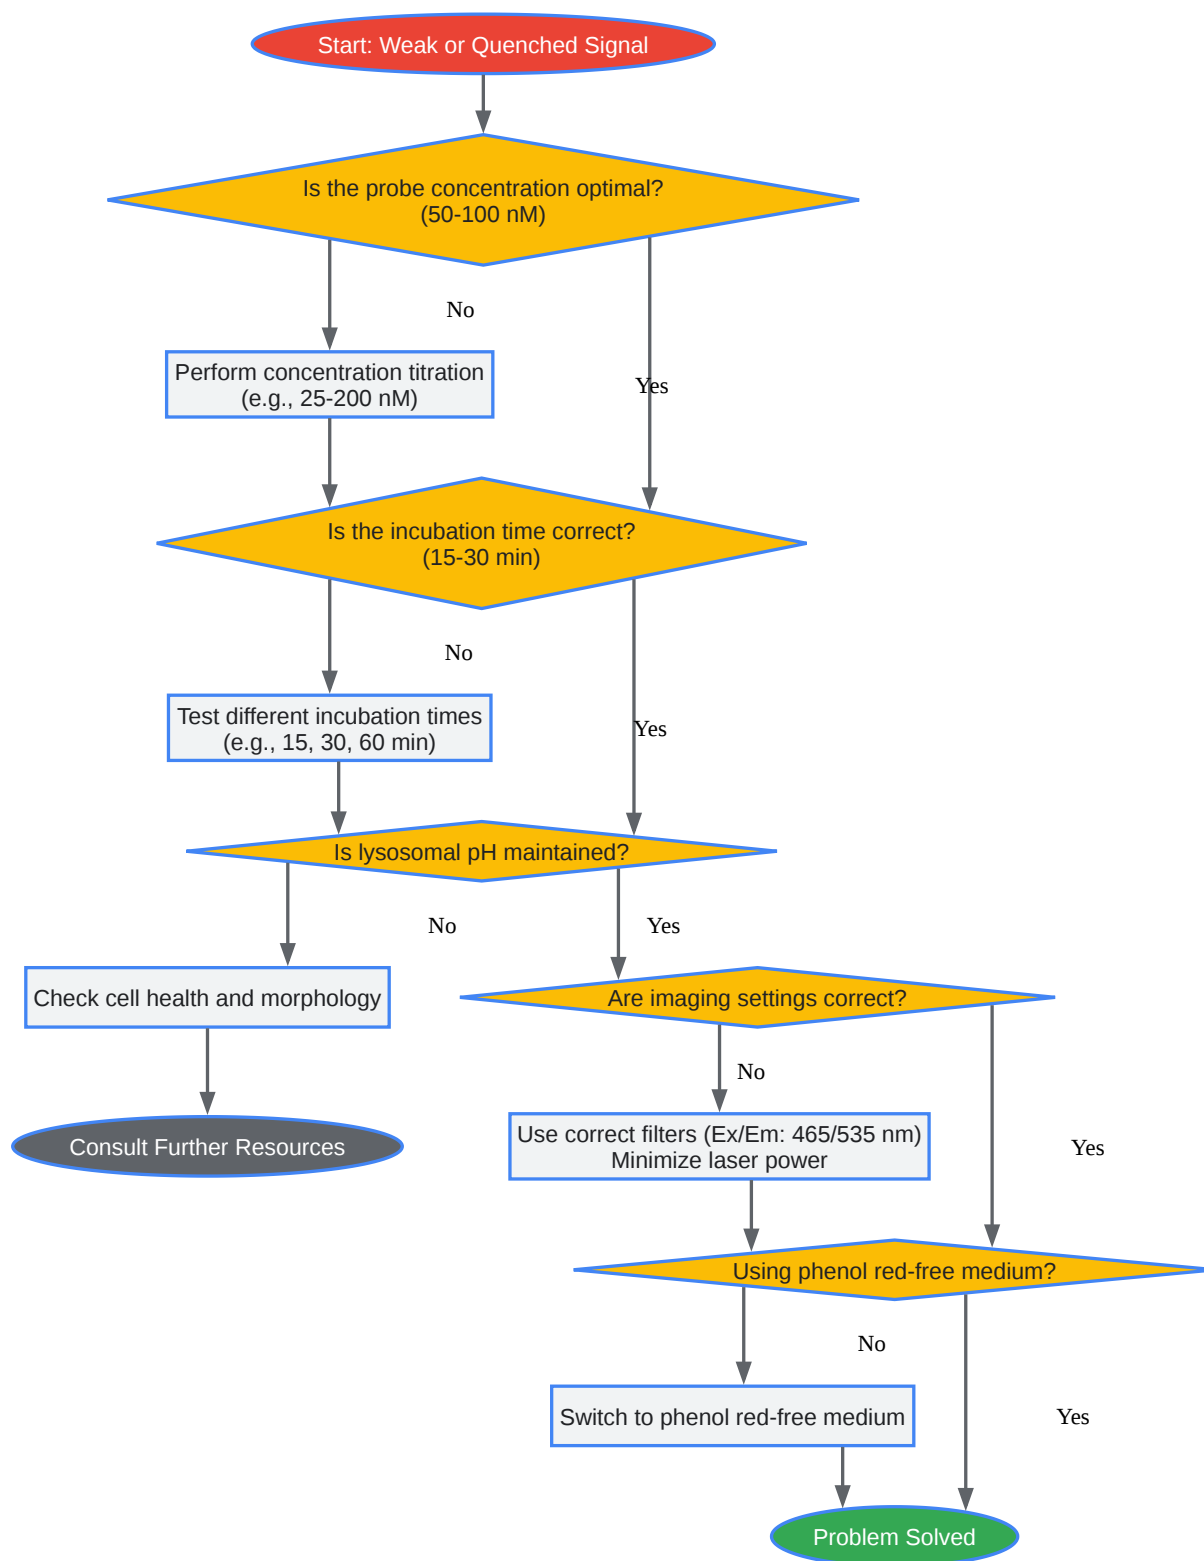 Start: Weak or Quenched Signal
Is the probe concentration optimal?
(50-100 nM)
No
Perform concentration titration
(e.g., 25-200 nM)
Yes
Is the incubation time correct?
(15-30 min)
No
Test different incubation times
(e.g., 15, 30, 60 min)
Yes
Is lysosomal pH maintained?
No
Yes
Check cell health and morphology
Are imaging settings correct?
No
Use correct filters (Ex/Em: 465/535 nm)
Minimize laser power
Consult Further Resources
Yes
Using phenol red-free medium?
No
Switch to phenol red-free medium
Yes
Problem Solved